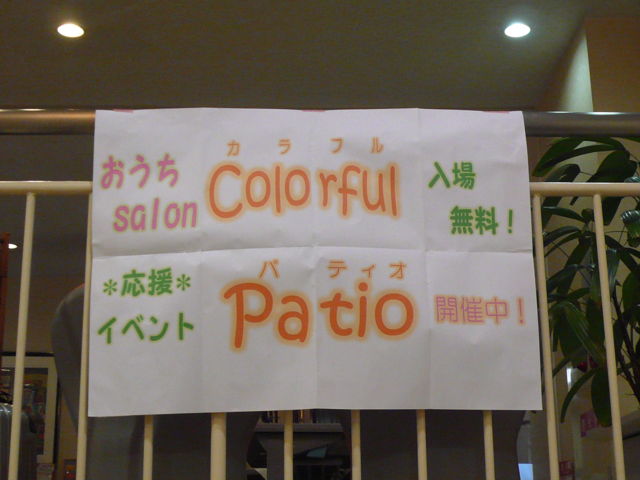 おうち
salon
カラフル
Colorful
入場
無料！
*応援*
イベント
パティオ
Patio
開催中！